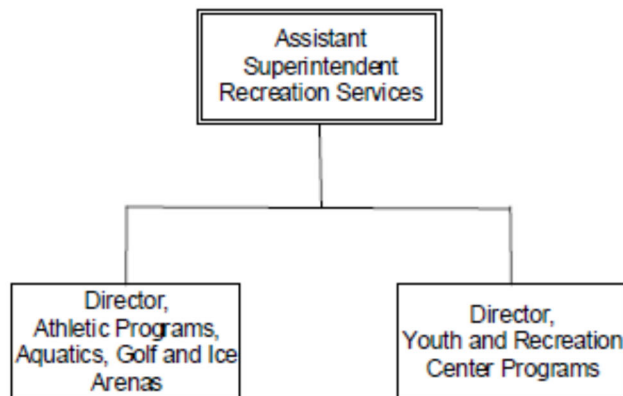 Assistant
Superintendent
Recreation Services
Director,
Athletic Programs,
Aquatics, Golf and Ice
Arenas
Director,
Youth and Recreation
Center Programs